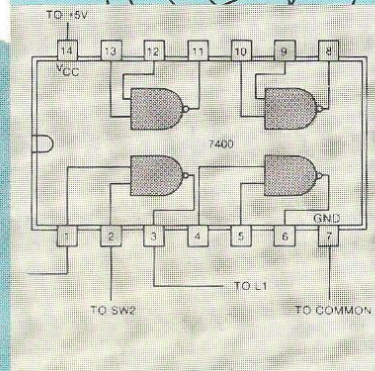 TO +5V
14 13 12 11 10 9 8
VCC
7400
GND
1 2 3 4 5 6 7
TO L1
TO SW2 TO COMMON